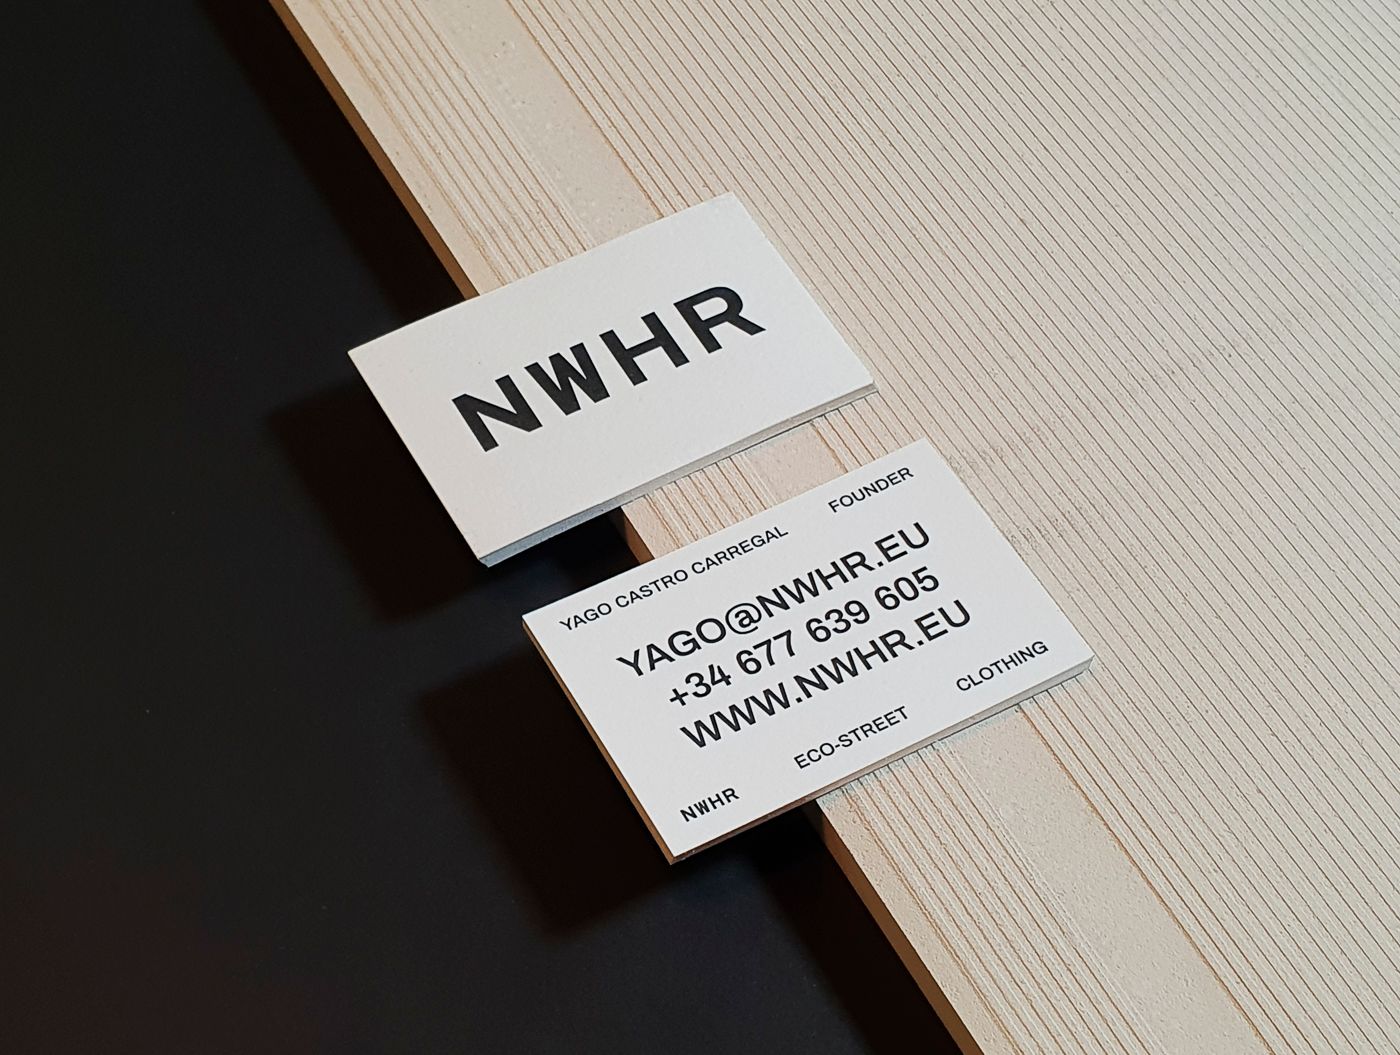 NWHR
YAGO CASTRO CARREGAL FOUNDER
YAGO@NWHR.EU
+34 677 639 605
WWW.NWHR.EU
NWHR ECO-STREET CLOTHING